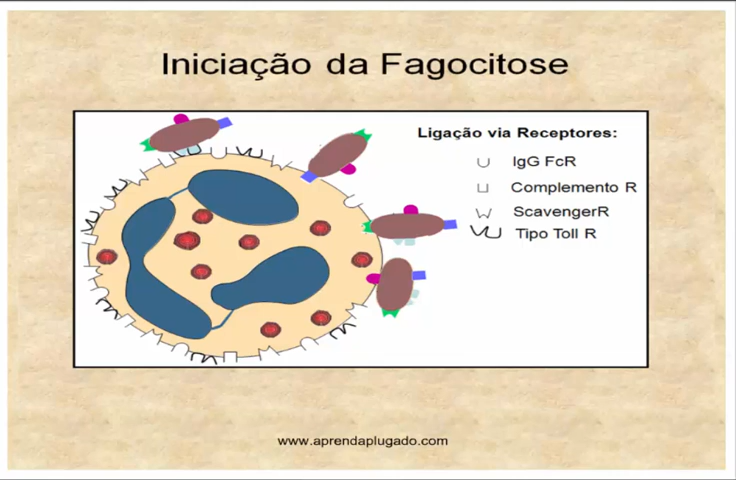 Iniciação da Fagocitose
Ligação via Receptores:
IgG FcR
Complemento R
ScavengerR
Tipo Toll R
www.aprendaplugado.com